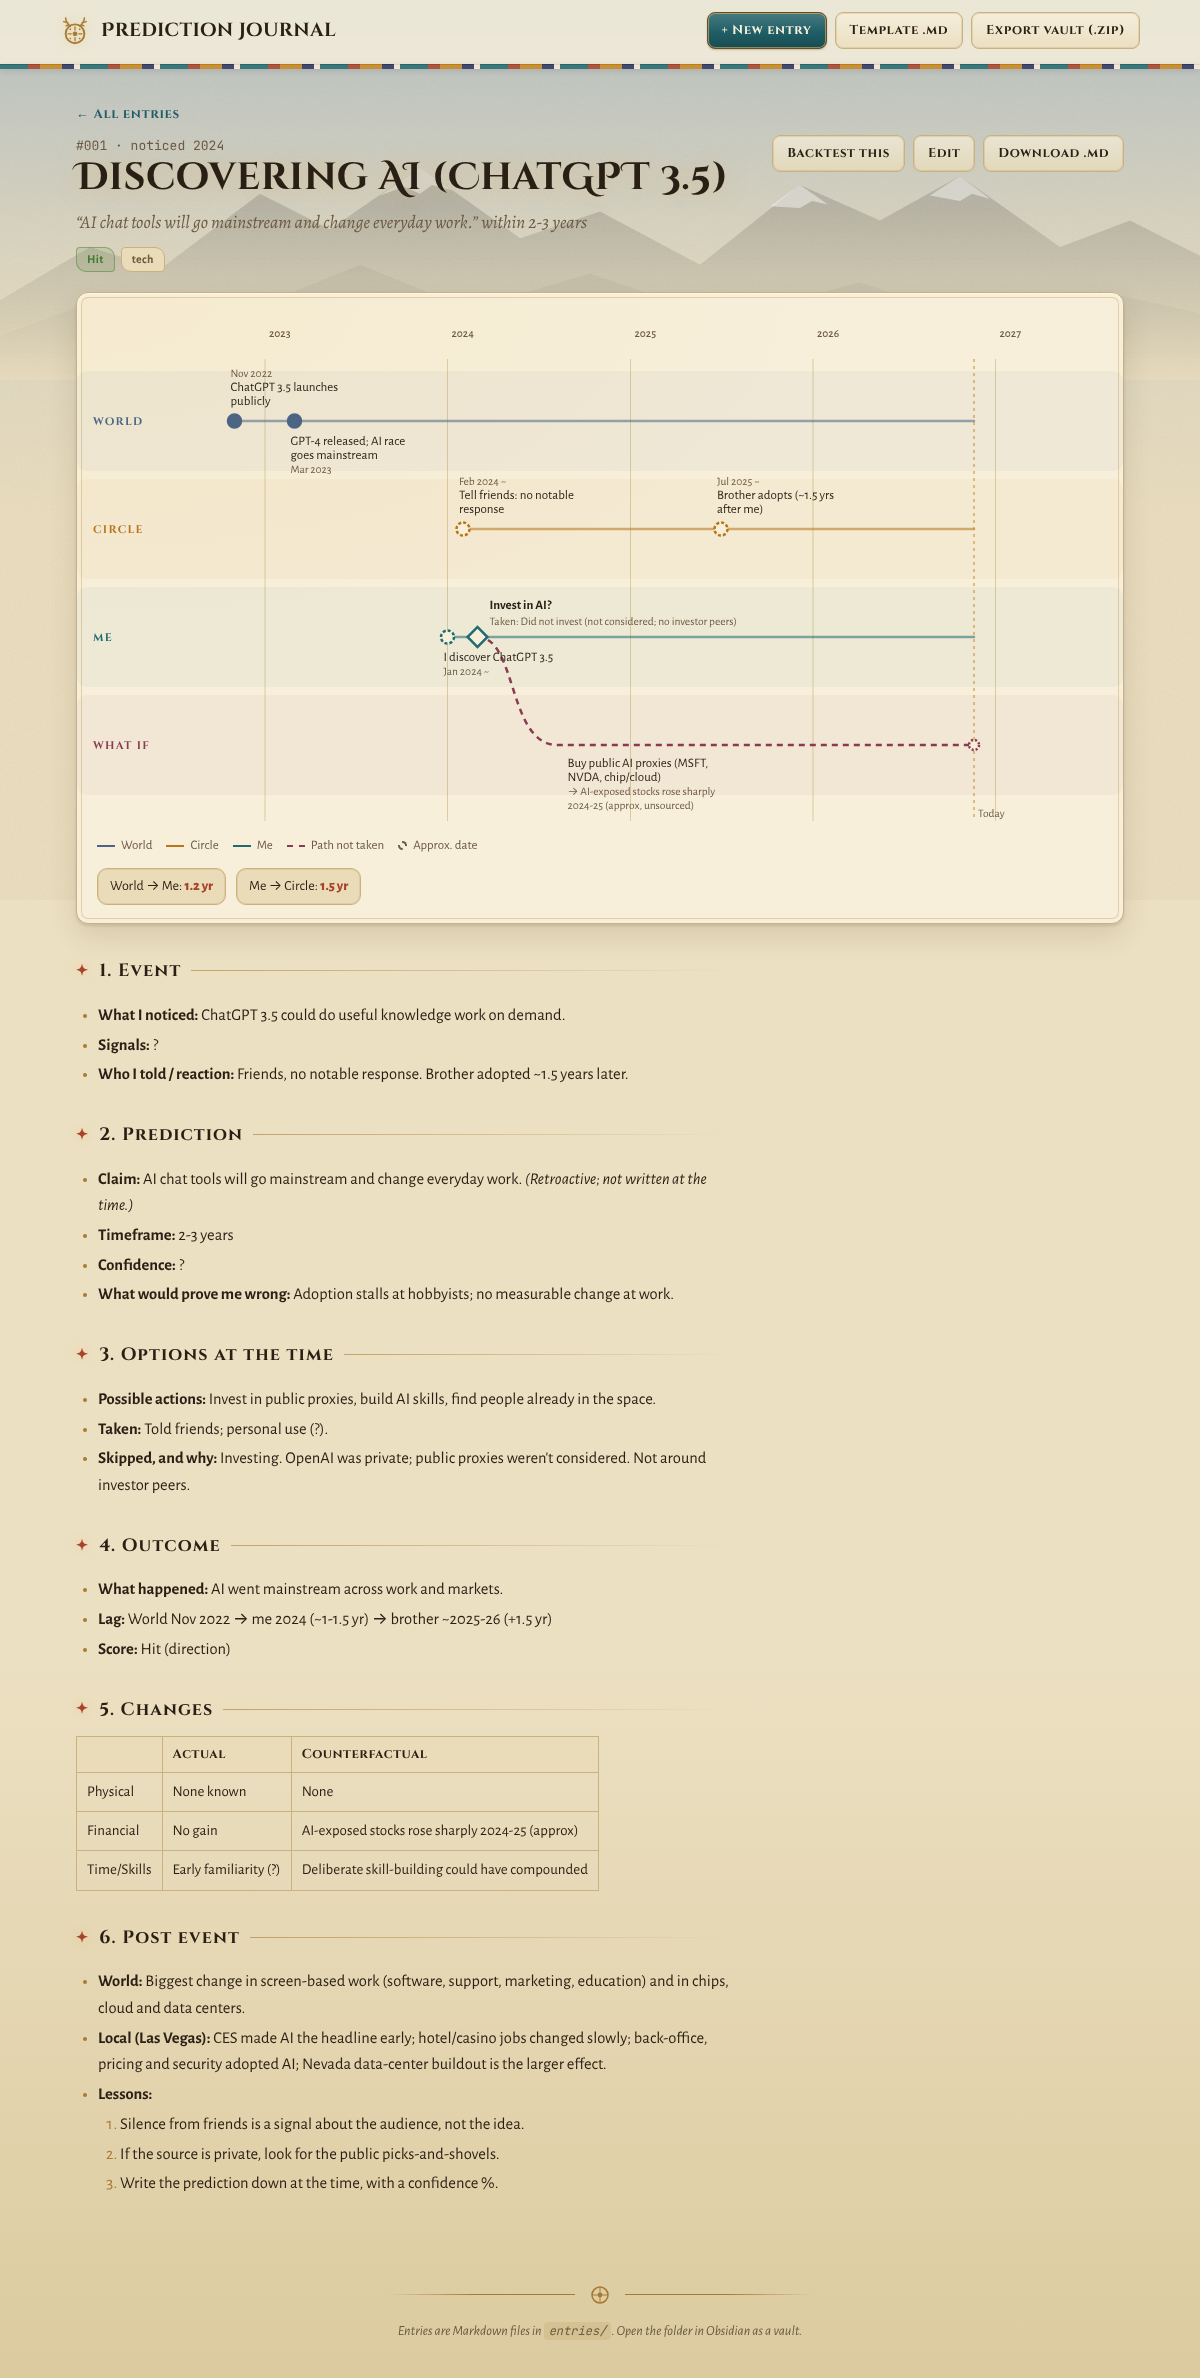 PREDICTION JOURNAL
+ NEW ENTRY
TEMPLATE .MD
EXPORT VAULT (.ZIP)
← ALL ENTRIES
#001 · noticed 2024
DISCOVERING AI (CHATGPT 3.5)
BACKTEST THIS
EDIT
DOWNLOAD .MD
“AI chat tools will go mainstream and change everyday work.” within 2-3 years
Hit
tech
2023
2024
2025
2026
2027
Nov 2022
ChatGPT 3.5 launches
publicly
WORLD
GPT-4 released; AI race
goes mainstream
Mar 2023
Feb 2024 ~
Tell friends: no notable
response
Jul 2025 ~
Brother adopts (~1.5 yrs
after me)
CIRCLE
Invest in AI?
Taken: Did not invest (not considered; no investor peers)
ME
I discover ChatGPT 3.5
Jan 2024 ~
WHAT IF
Buy public AI proxies (MSFT,
NVDA, chip/cloud)
→ AI-exposed stocks rose sharply
2024-25 (approx, unsourced)
Today
World
Circle
Me
Path not taken
Approx. date
World → Me: 1.2 yr
Me → Circle: 1.5 yr
1. EVENT
What I noticed: ChatGPT 3.5 could do useful knowledge work on demand.
Signals: ?
Who I told / reaction: Friends, no notable response. Brother adopted ~1.5 years later.
2. PREDICTION
Claim: AI chat tools will go mainstream and change everyday work. (Retroactive; not written at the
time.)
Timeframe: 2-3 years
Confidence: ?
What would prove me wrong: Adoption stalls at hobbyists; no measurable change at work.
3. OPTIONS AT THE TIME
Possible actions: Invest in public proxies, build AI skills, find people already in the space.
Taken: Told friends; personal use (?).
Skipped, and why: Investing. OpenAI was private; public proxies weren't considered. Not around
investor peers.
4. OUTCOME
What happened: AI went mainstream across work and markets.
Lag: World Nov 2022 → me 2024 (~1-1.5 yr) → brother ~2025-26 (+1.5 yr)
Score: Hit (direction)
5. CHANGES
ACTUAL
COUNTERFACTUAL
Physical
None known
None
Financial
No gain
AI-exposed stocks rose sharply 2024-25 (approx)
Time/Skills
Early familiarity (?)
Deliberate skill-building could have compounded
6. POST EVENT
World: Biggest change in screen-based work (software, support, marketing, education) and in chips,
cloud and data centers.
Local (Las Vegas): CES made AI the headline early; hotel/casino jobs changed slowly; back-office,
pricing and security adopted AI; Nevada data-center buildout is the larger effect.
Lessons:
1. Silence from friends is a signal about the audience, not the idea.
2. If the source is private, look for the public picks-and-shovels.
3. Write the prediction down at the time, with a confidence %.
Entries are Markdown files in entries/. Open the folder in Obsidian as a vault.